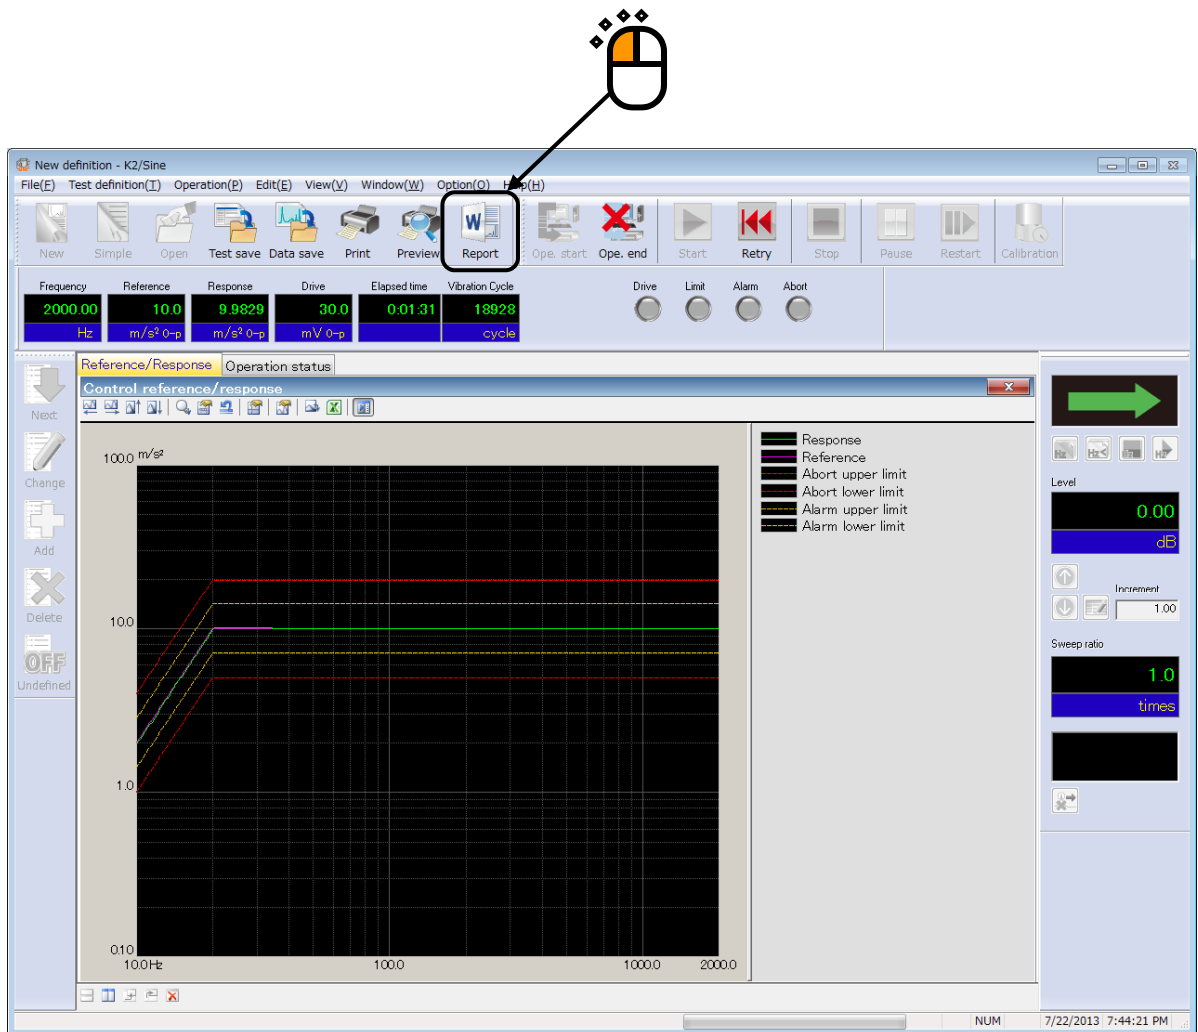 New definition - K2/Sine
File(F) Test definition(T) Operation(P) Edit(E) View(V) Window(W) Option(O) H p(H)
W
New Simple Open Test save Data save Print Preview Report Ope. start Ope. end Start Retry Stop Pause Restart Calibration
Frequency Reference Response Drive Elapsed time Vibration Cycle Drive Limit Alarm Abort
2000.00 10.0 9.9829 30.0 0:01:31 18928
Hz m/s² 0-p m/s² 0-p mV 0-p cycle
Reference/Response Operation status
Control reference/response
Next
Change
Add
Delete
OFF
Undefined
100.0 m/s²
10.0
1.0
0.10
10.0 Hz 100.0 1000.0 2000.0
Response
Reference
Abort upper limit
Abort lower limit
Alarm upper limit
Alarm lower limit
Level
0.00
dB
Increment
1.00
Sweep ratio
1.0
times
NUM 7/22/2013 7:44:21 PM